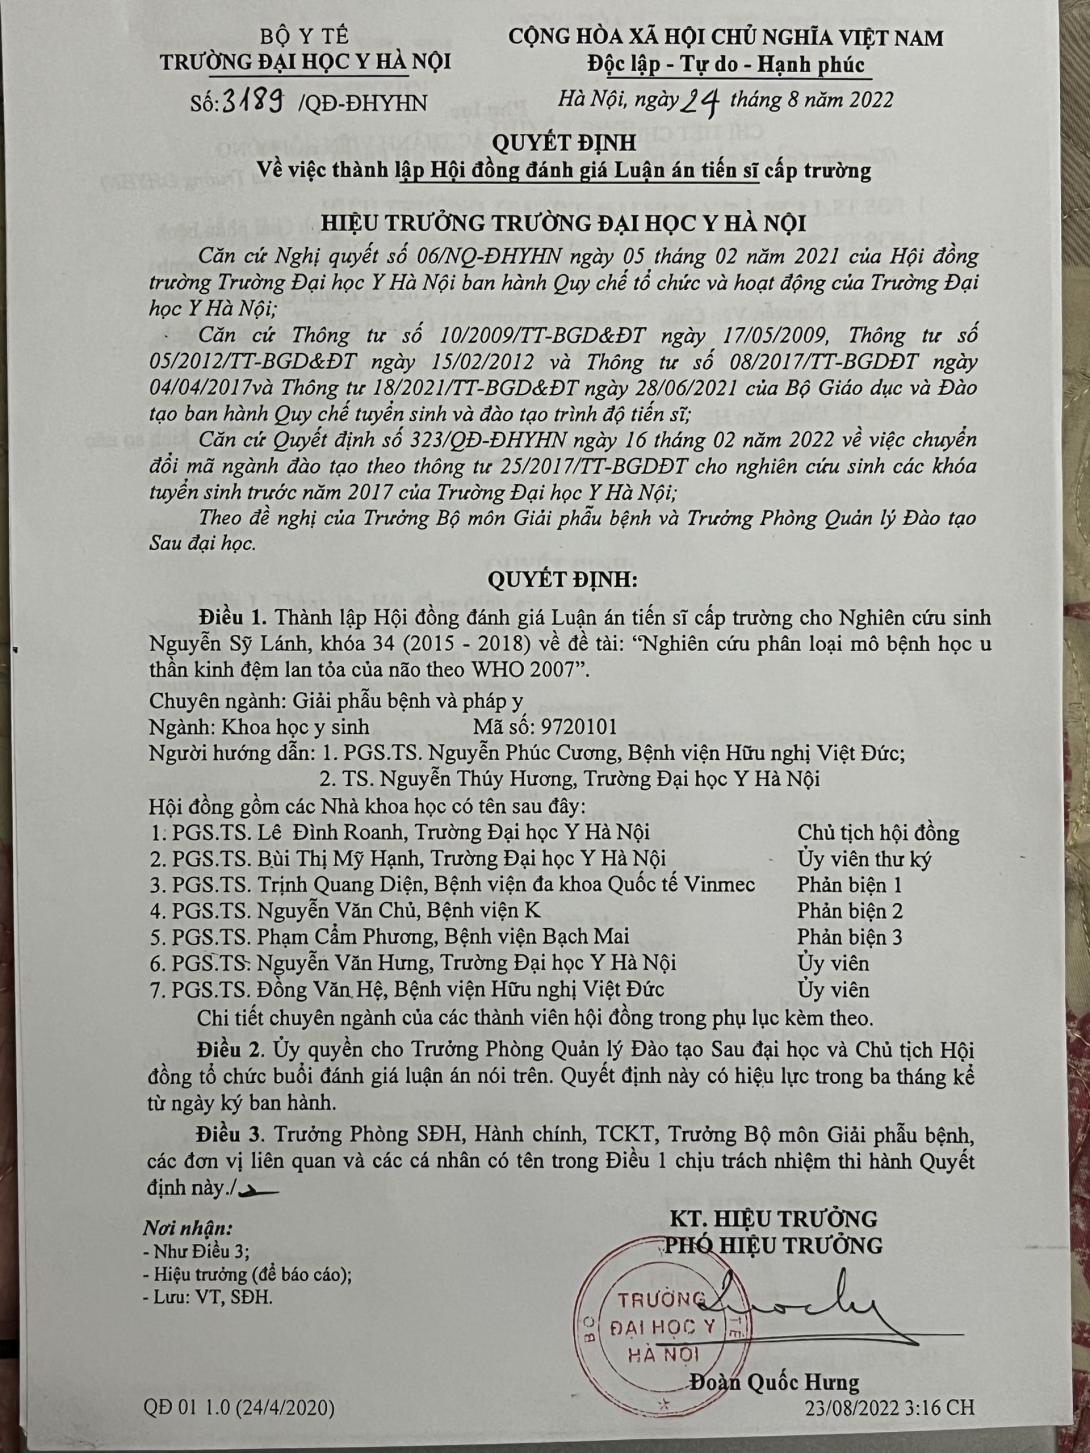 BỘ Y TẾ
TRƯỜNG ĐẠI HỌC Y HÀ NỘI
Số: 3189 /QĐ-ĐHYHN
CỘNG HÒA XÃ HỘI CHỦ NGHĨA VIỆT NAM
Độc lập - Tự do - Hạnh phúc
Hà Nội, ngày 24 tháng 8 năm 2022
QUYẾT ĐỊNH
Về việc thành lập Hội đồng đánh giá Luận án tiến sĩ cấp trường
HIỆU TRƯỞNG TRƯỜNG ĐẠI HỌC Y HÀ NỘI
Căn cứ Nghị quyết số 06/NQ-ĐHYHN ngày 05 tháng 02 năm 2021 của Hội đồng
trường Trường Đại học Y Hà Nội ban hành Quy chế tổ chức và hoạt động của Trường Đại
học Y Hà Nội;
Căn cứ Thông tư số 10/2009/TT-BGD&ĐT ngày 17/05/2009, Thông tư số
05/2012/TT-BGD&ĐT ngày 15/02/2012 và Thông tư số 08/2017/TT-BGDĐT ngày
04/04/2017và Thông tư 18/2021/TT-BGD&ĐT ngày 28/06/2021 của Bộ Giáo dục và Đào
tạo ban hành Quy chế tuyển sinh và đào tạo trình độ tiến sĩ;
Căn cứ Quyết định số 323/QĐ-ĐHYHN ngày 16 tháng 02 năm 2022 về việc chuyển
đổi mã ngành đào tạo theo thông tư 25/2017/TT-BGDĐT cho nghiên cứu sinh các khóa
tuyển sinh trước năm 2017 của Trường Đại học Y Hà Nội;
Theo đề nghị của Trưởng Bộ môn Giải phẫu bệnh và Trưởng Phòng Quản lý Đào tạo
Sau đại học.
QUYẾT ĐỊNH:
Điều 1. Thành lập Hội đồng đánh giá Luận án tiến sĩ cấp trường cho Nghiên cứu sinh
Nguyễn Sỹ Lánh, khóa 34 (2015 - 2018) về đề tài: “Nghiên cứu phân loại mô bệnh học u
thần kinh đệm lan tỏa của não theo WHO 2007”.
Chuyên ngành: Giải phẫu bệnh và pháp y
Ngành: Khoa học y sinh Mã số: 9720101
Người hướng dẫn: 1. PGS.TS. Nguyễn Phúc Cương, Bệnh viện Hữu nghị Việt Đức;
2. TS. Nguyễn Thúy Hương, Trường Đại học Y Hà Nội
Hội đồng gồm các Nhà khoa học có tên sau đây:
1. PGS.TS. Lê Đình Roanh, Trường Đại học Y Hà Nội Chủ tịch hội đồng
2. PGS.TS. Bùi Thị Mỹ Hạnh, Trường Đại học Y Hà Nội Ủy viên thư ký
3. PGS.TS. Trịnh Quang Diện, Bệnh viện đa khoa Quốc tế Vinmec Phản biện 1
4. PGS.TS. Nguyễn Văn Chủ, Bệnh viện K Phản biện 2
5. PGS.TS. Phạm Cẩm Phương, Bệnh viện Bạch Mai Phản biện 3
6. PGS.TS. Nguyễn Văn Hưng, Trường Đại học Y Hà Nội Ủy viên
7. PGS.TS. Đồng Văn Hệ, Bệnh viện Hữu nghị Việt Đức Ủy viên
Chi tiết chuyên ngành của các thành viên hội đồng trong phụ lục kèm theo.
Điều 2. Ủy quyền cho Trưởng Phòng Quản lý Đào tạo Sau đại học và Chủ tịch Hội
đồng tổ chức buổi đánh giá luận án nói trên. Quyết định này có hiệu lực trong ba tháng kể
từ ngày ký ban hành.
Điều 3. Trưởng Phòng SĐH, Hành chính, TCKT, Trưởng Bộ môn Giải phẫu bệnh,
các đơn vị liên quan và các cá nhân có tên trong Điều 1 chịu trách nhiệm thi hành Quyết
định này./
Nơi nhận:
- Như Điều 3;
- Hiệu trưởng (để báo cáo);
- Lưu: VT, SĐH.
KT. HIỆU TRƯỞNG
PHÓ HIỆU TRƯỞNG
BỘ Y TẾ
TRƯỜNG
ĐẠI HỌC Y
HÀ NỘI
Đoàn Quốc Hưng
QĐ 01 1.0 (24/4/2020)
23/08/2022 3:16 CH